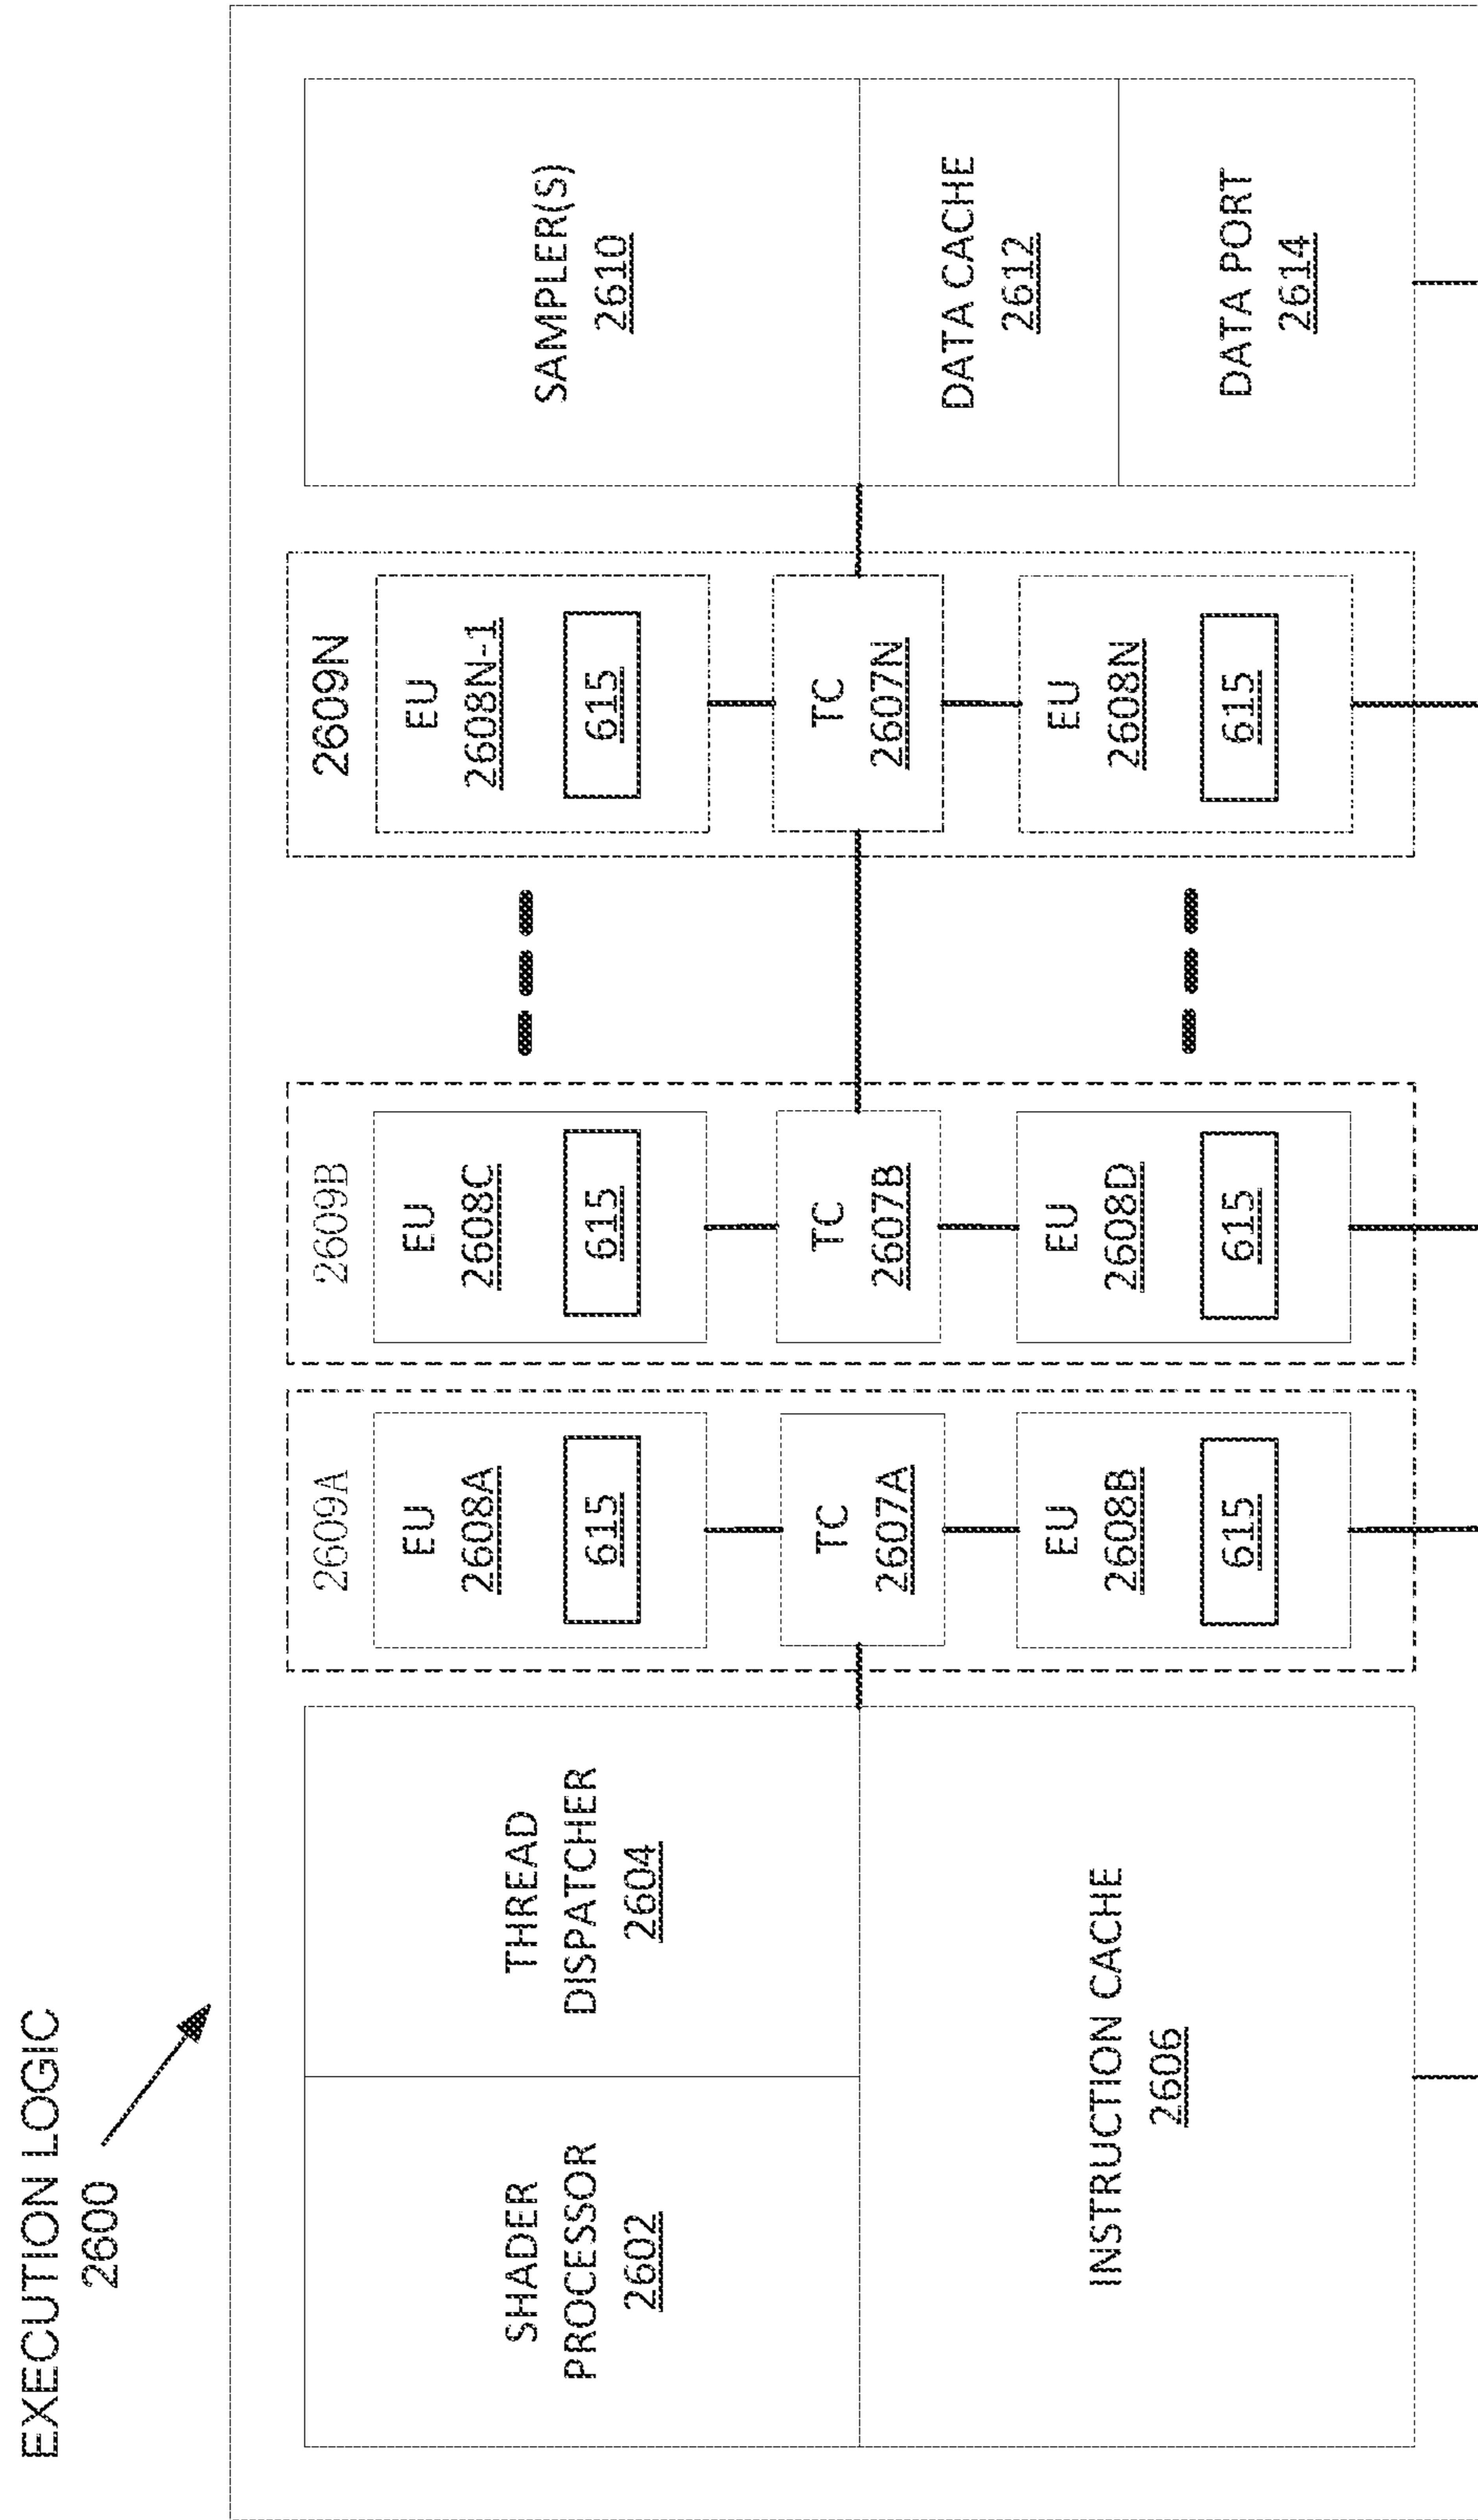 EXECUTION LOGIC
2600
SHADER
PROCESSOR
2602
THREAD
DISPATCHER
2604
INSTRUCTION CACHE
2606
2609A
EU
2608A
615
TC
2607A
EU
2608B
615
2609B
EU
2608C
615
TC
2607B
EU
2608D
615
2609N
EU
2608N-1
615
TC
2607N
EU
2608N
615
SAMPLER(S)
2610
DATA CACHE
2612
DATA PORT
2614